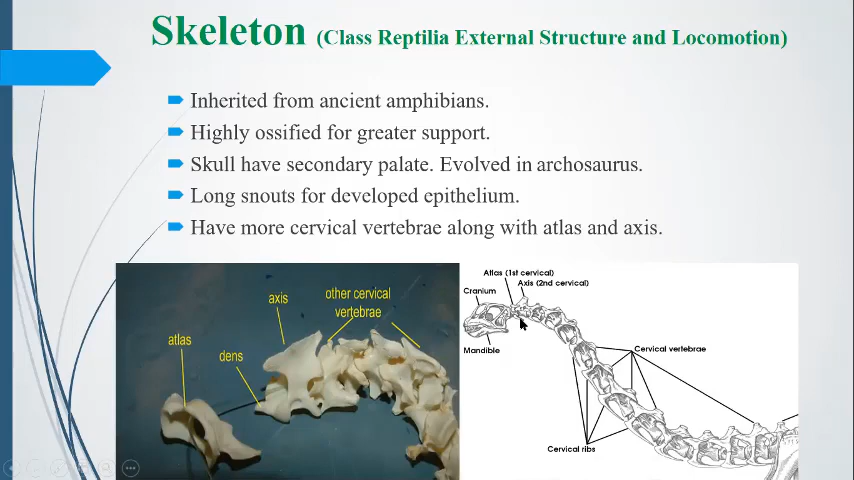 Skeleton (Class Reptilia External Structure and Locomotion)
Inherited from ancient amphibians.
Highly ossified for greater support.
Skull have secondary palate. Evolved in archosaurus.
Long snouts for developed epithelium.
Have more cervical vertebrae along with atlas and axis.
axis
other cervical
vertebrae
atlas
dens
Atlas (1st cervical)
Axis (2nd cervical)
Cranium
Mandible
Cervical vertebrae
Cervical ribs